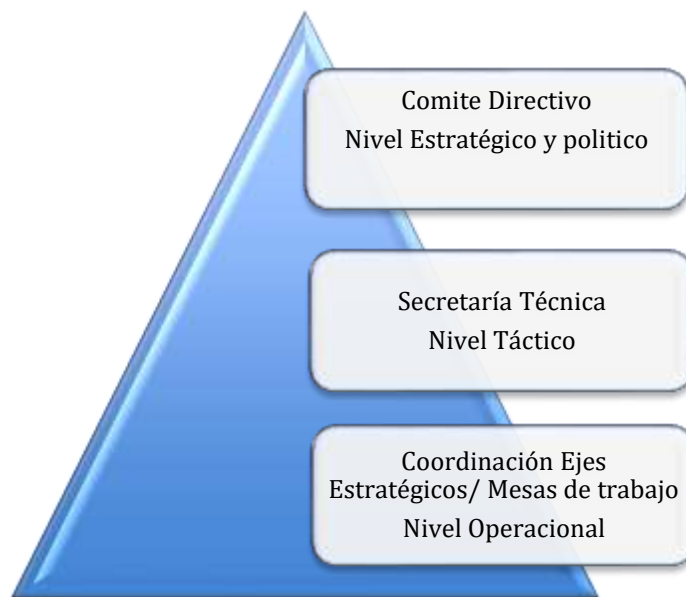 Comite Directivo
Nivel Estratégico y politico
Secretaría Técnica
Nivel Táctico
Coordinación Ejes
Estratégicos/ Mesas de trabajo
Nivel Operacional